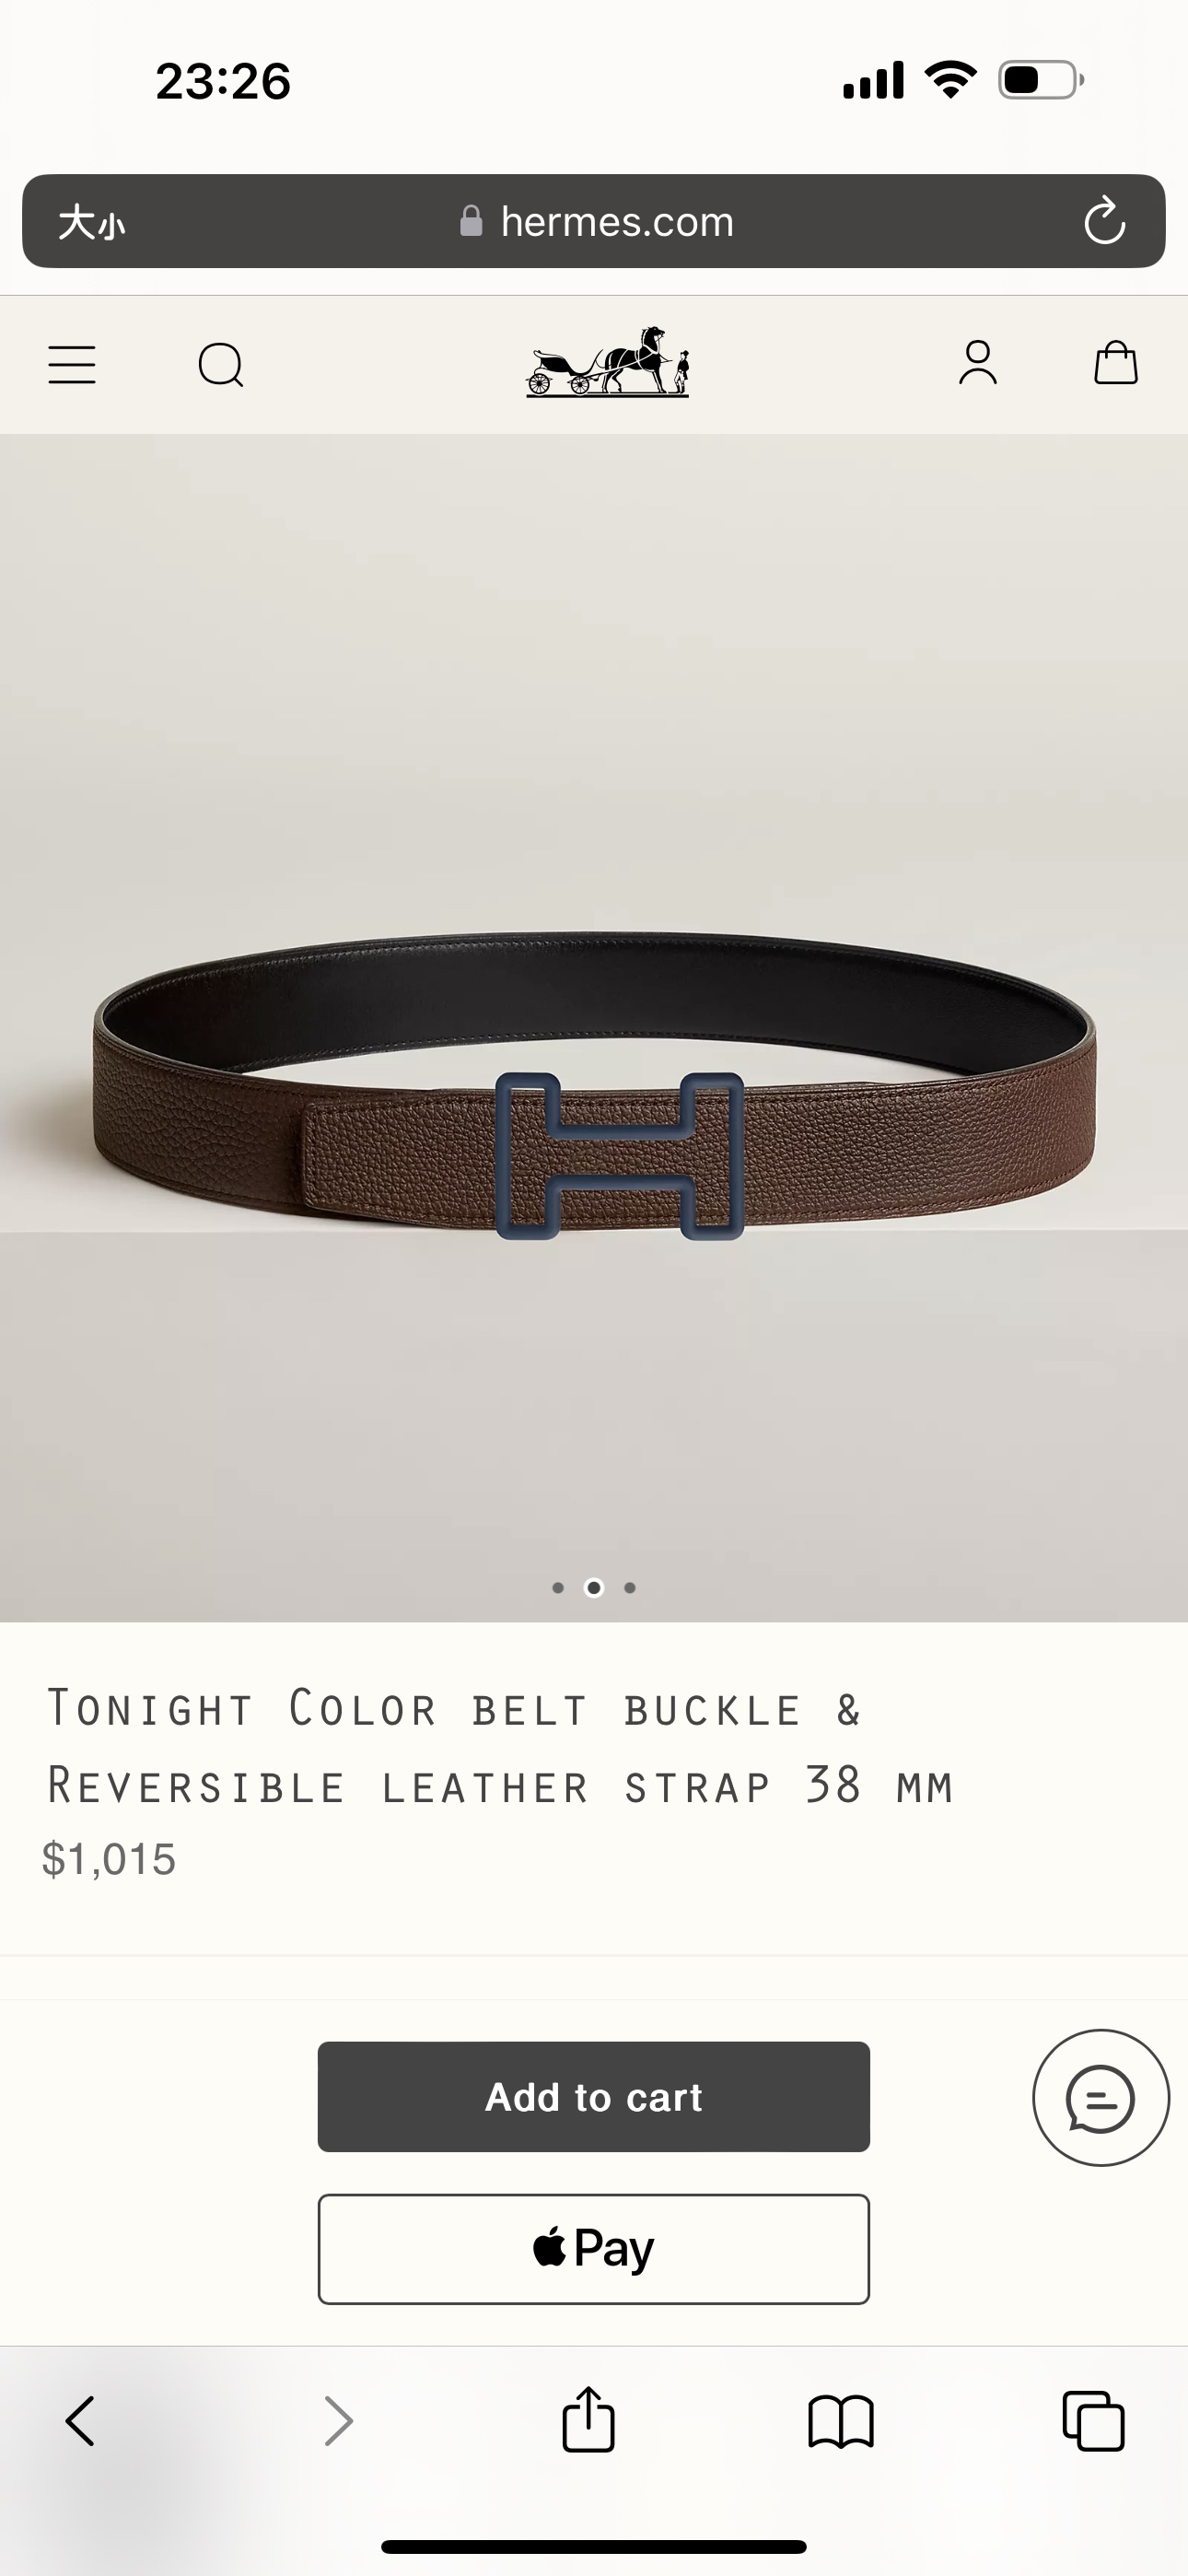 23:26
大小 hermes.com
Tonight Color belt buckle &
Reversible leather strap 38 mm
$1,015
Add to cart
Pay